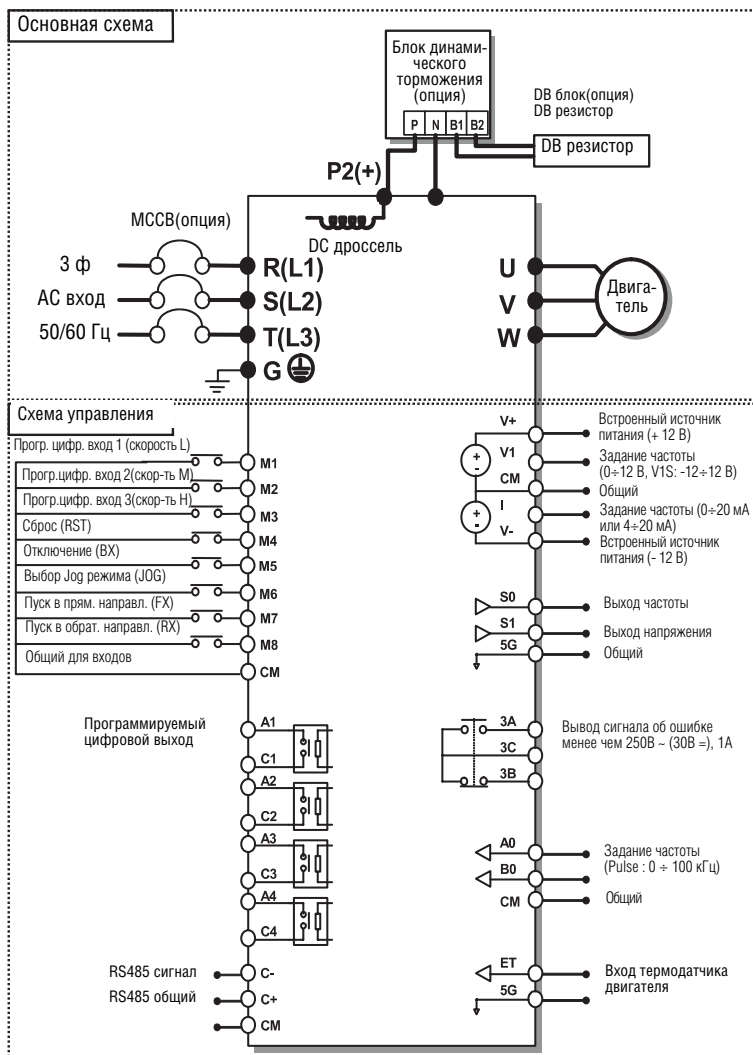 Основная схема
Блок динами-
ческого
торможения
(опция)
P N B1 B2
DB блок(опция)
DB резистор
DB резистор
P2(+)
DC дроссель
MCCB(опция)
3 ф
AC вход
50/60 Гц
R(L1)
S(L2)
T(L3)
G
U
V
W
Двига-
тель
Схема управления
Прогр. цифр. вход 1 (скорость L)
M1
Прогр.цифр. вход 2(скор-ть M)
M2
Прогр.цифр. вход 3(скор-ть H)
M3
Сброс (RST)
M4
Отключение (BX)
M5
Выбор Jog режима (JOG)
M6
Пуск в прям. направл. (FX)
M7
Пуск в обрат. направл. (RX)
M8
Общий для входов
CM
V+
Встроенный источник
питания (+ 12 В)
V1
Задание частоты
(0÷12 В, V1S: -12÷12 В)
CM
Общий
I
Задание частоты (0÷20 мА
или 4÷20 мА)
V-
Встроенный источник
питания (- 12 В)
S0
Выход частоты
S1
Выход напряжения
5G
Общий
Программируемый
цифровой выход
A1
C1
A2
C2
A3
C3
A4
C4
3A
3C
3B
Вывод сигнала об ошибке
менее чем 250В ~ (30В =), 1А
A0
B0
Задание частоты
(Pulse : 0 ÷ 100 кГц)
CM
Общий
RS485 сигнал
C-
RS485 общий
C+
CM
ET
5G
Вход термодатчика
двигателя